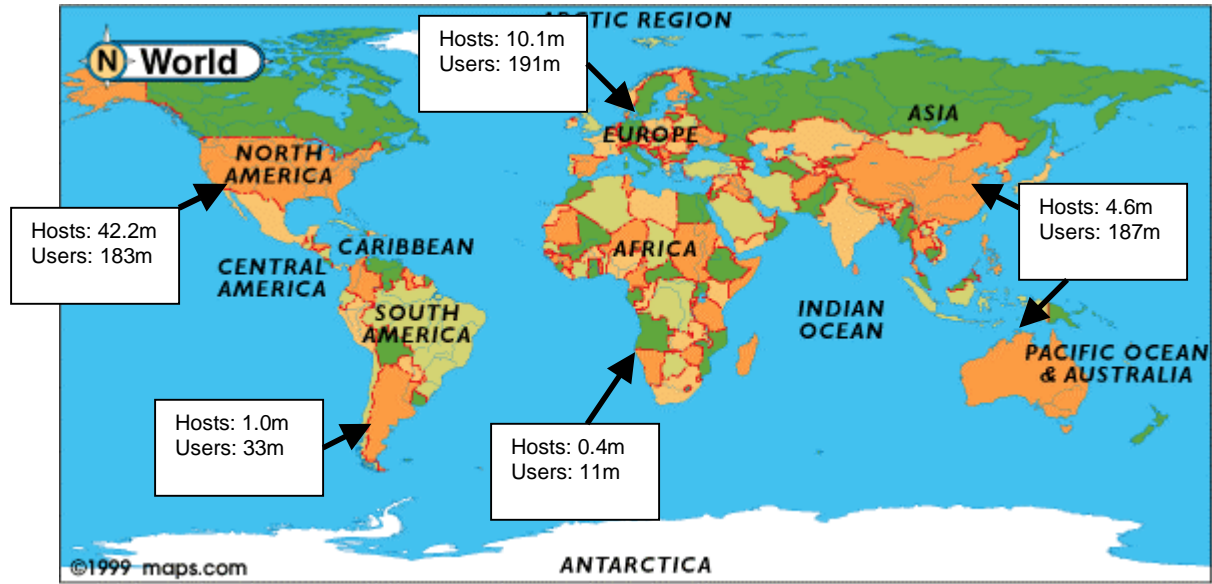 ARCTIC REGION
Hosts: 10.1m
Users: 191m
N World
ASIA
EUROPE
NORTH
AMERICA
Hosts: 42.2m
Users: 183m
Hosts: 4.6m
Users: 187m
CARIBBEAN
AFRICA
CENTRAL
AMERICA
SOUTH
AMERICA
INDIAN
OCEAN
PACIFIC OCEAN
& AUSTRALIA
Hosts: 1.0m
Users: 33m
Hosts: 0.4m
Users: 11m
ANTARCTICA
©1999 maps.com